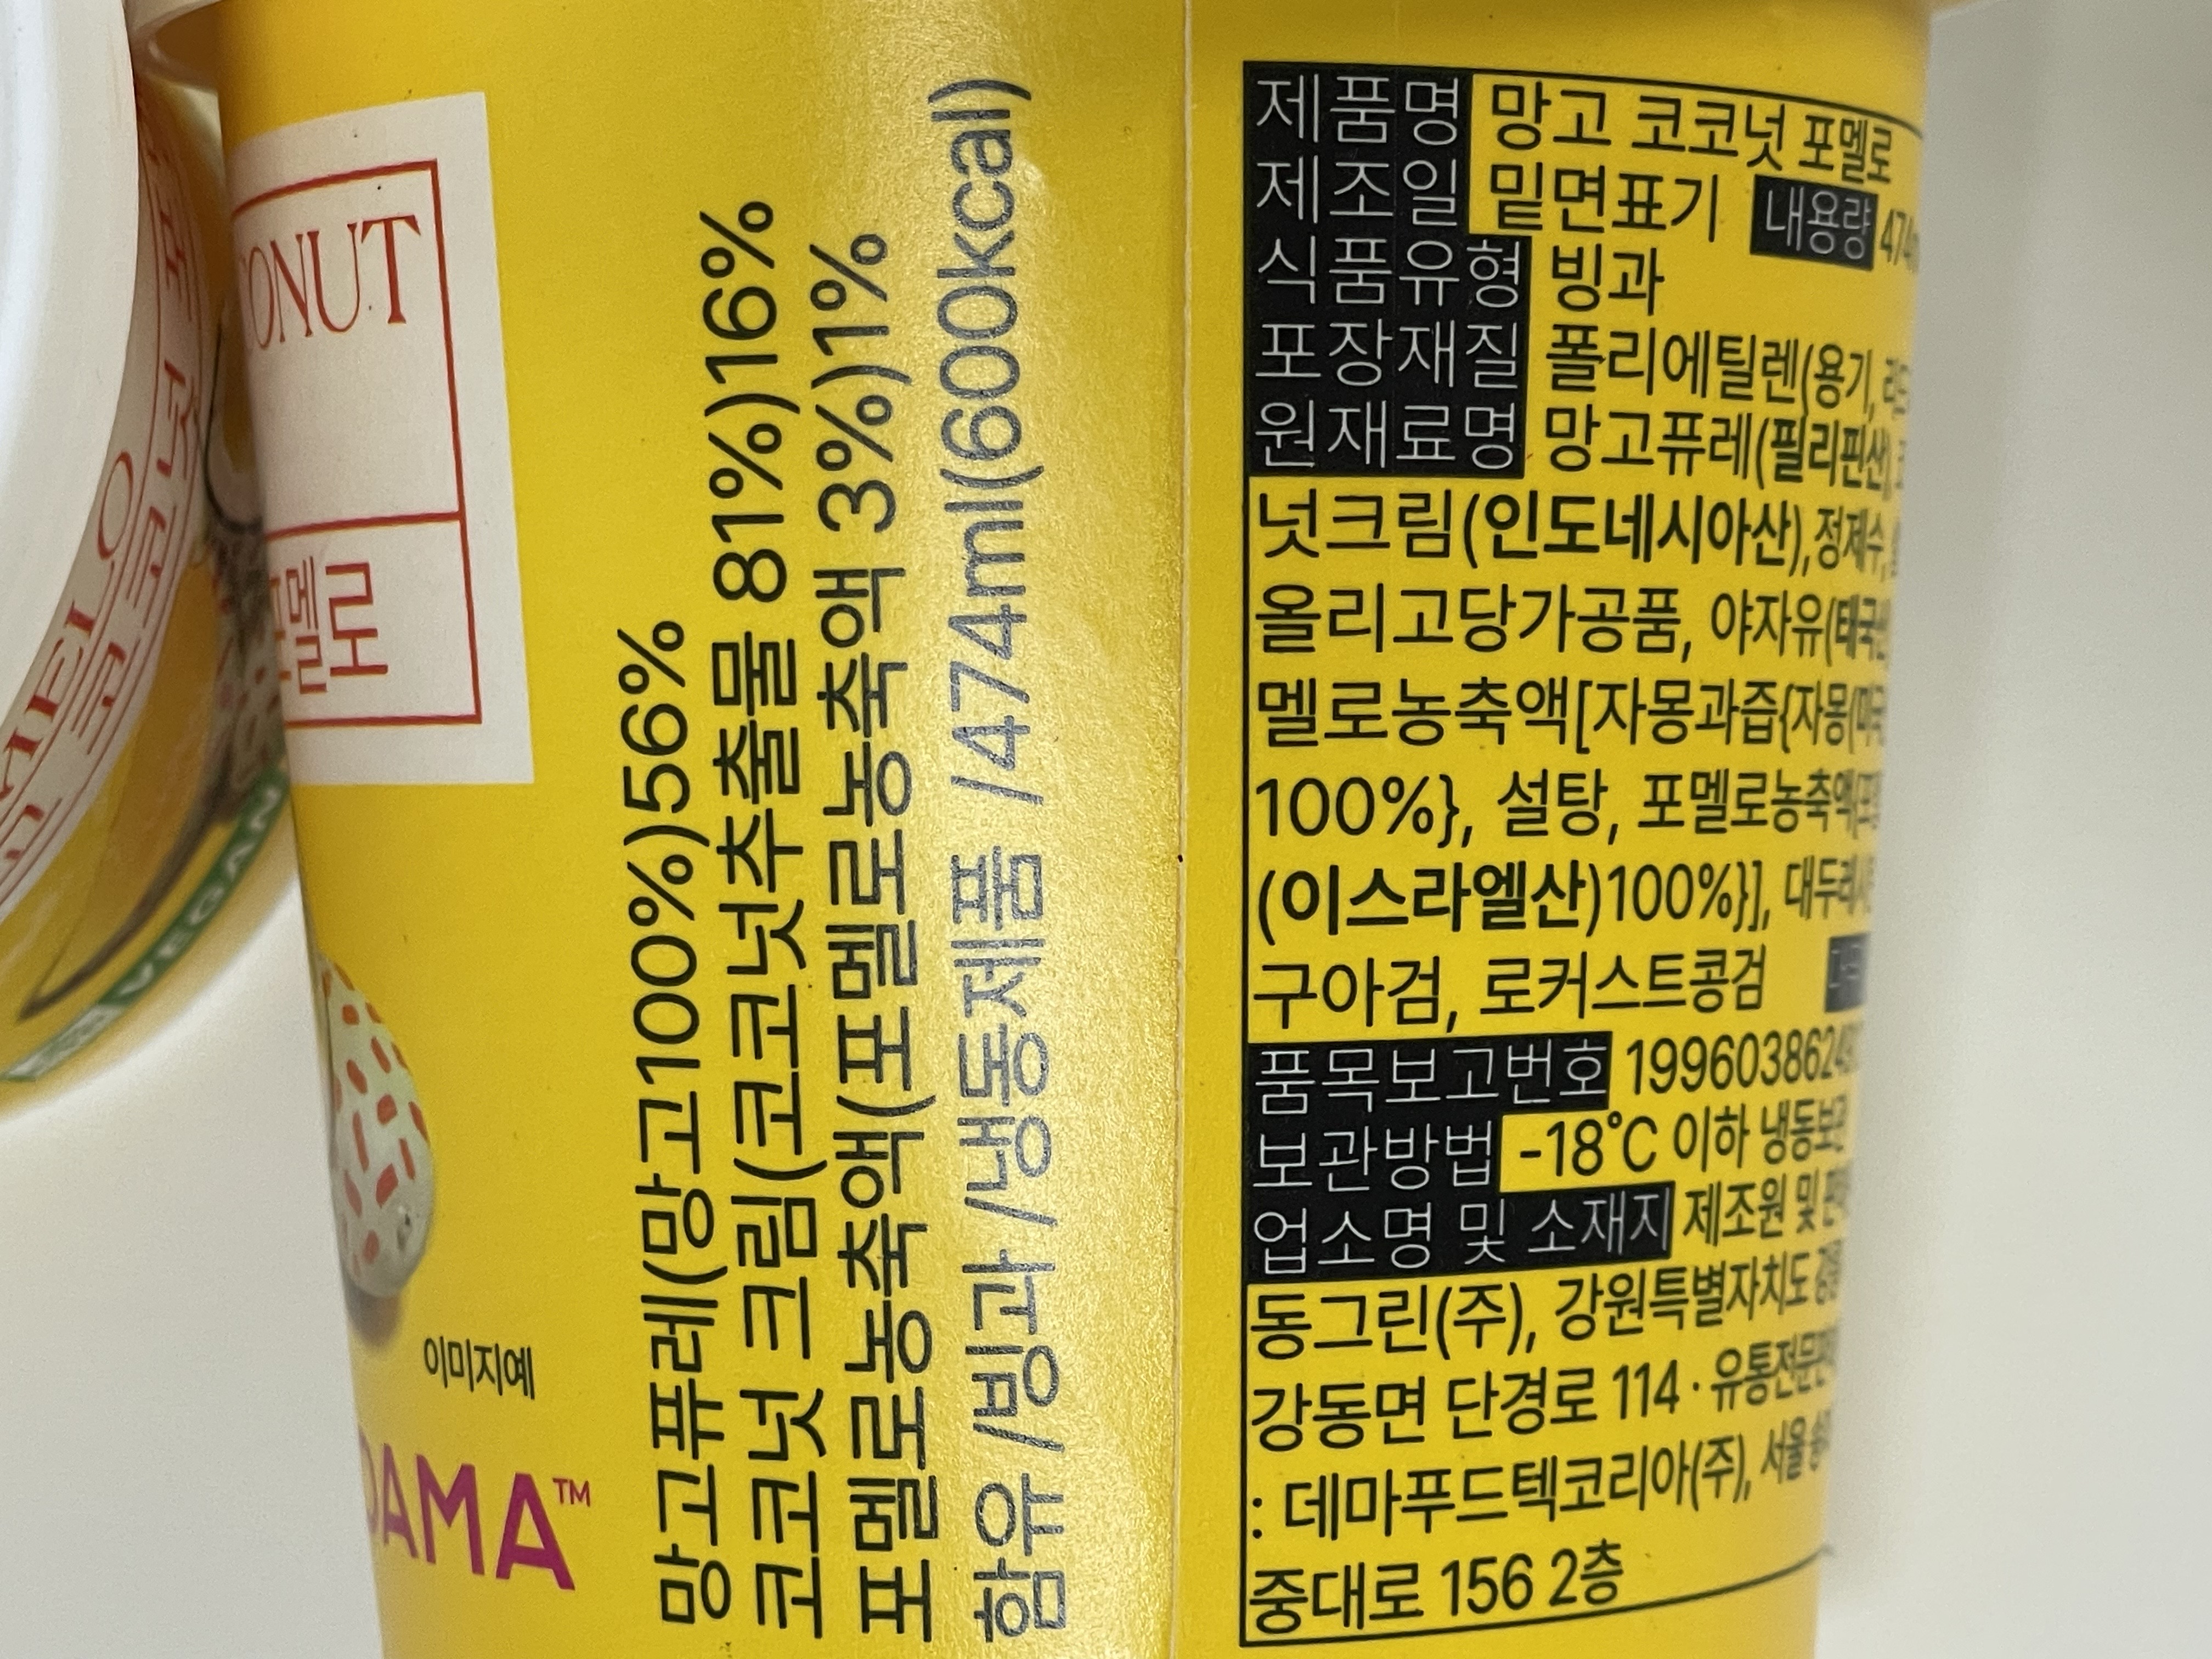 멜로
VEGAN
이미지예
망고퓨레(망고100%)56%
코코넛 크림(코코넛추출물 81%)16%
포멜로농축액(포멜로농축액 3%)1%
함유 /빙과 /냉동제품 /474ml(600kcal)
제품명 망고 코코넛 포멜로
제조일 밑면표기 내용량
식품유형 빙과
포장재질 폴리에틸렌(용기,
원재료명 망고퓨레(필리핀산),
넛크림(인도네시아산),정제수,
올리고당가공품, 야자유(태국산
멜로농축액[자몽과즙{자몽(미국
100%}, 설탕, 포멜로농축액
(이스라엘산)100%}],
구아검, 로커스트콩검
품목보고번호
보관방법 -18°C 이하 냉동보관
업소명 및 소재지 제조원 및
동그린(주), 강원특별자치도
강동면 단경로 114 · 유통전문판
: 데마푸드텍코리아(주), 서울
중대로 156 2층